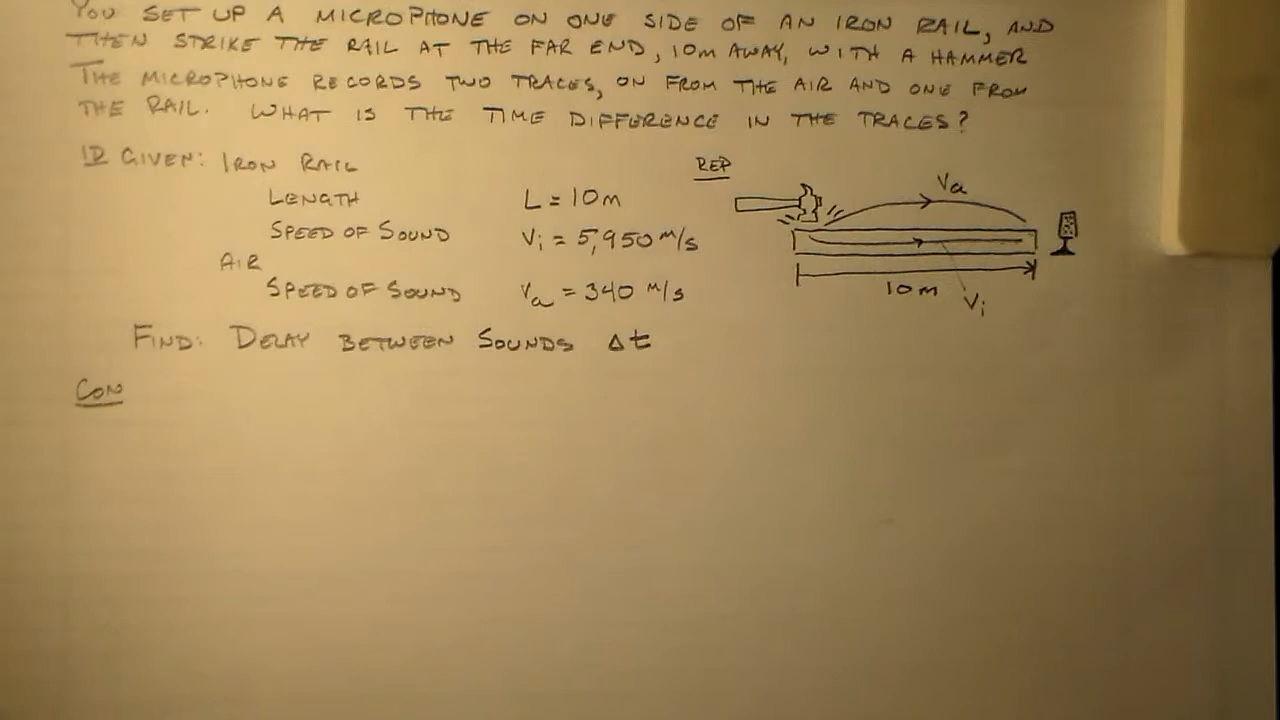 YOU SET UP A MICROPHONE ON ONE SIDE OF AN IRON RAIL, AND
THEN STRIKE THE RAIL AT THE FAR END, 10m AWAY, WITH A HAMMER
THE MICROPHONE RECORDS TWO TRACES, ON FROM THE AIR AND ONE FROM
THE RAIL. WHAT IS THE TIME DIFFERENCE IN THE TRACES?
ID GIVEN: IRON RAIL
LENGTH L = 10m
SPEED OF SOUND Vi = 5,950 m/s
AIR
SPEED OF SOUND Va = 340 m/s
FIND: DELAY BETWEEN SOUNDS Δt
REP
Va
10m
Vi
CON